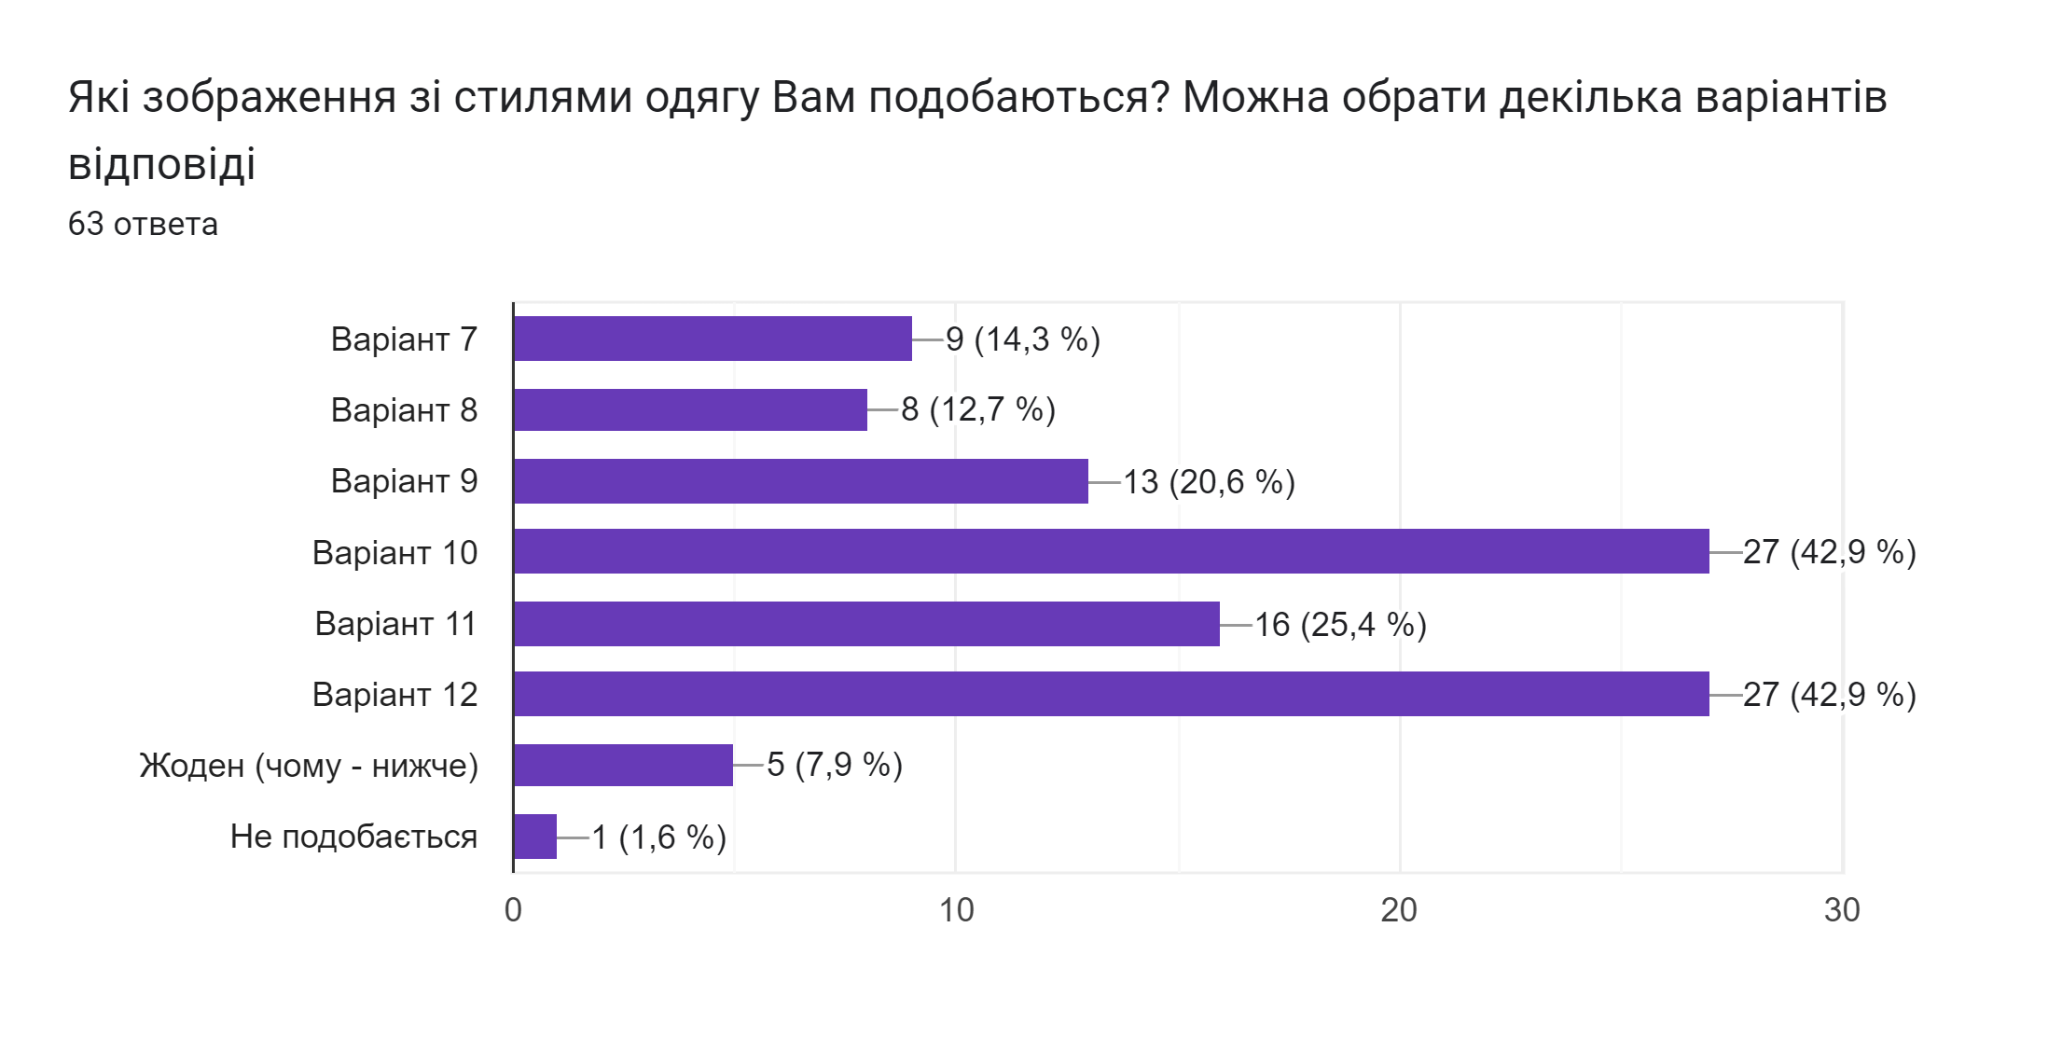 Які зображення зі стилями одягу Вам подобаються? Можна обрати декілька варіантів
відповіді
63 ответа
Варіант 7 9 (14,3 %)
Варіант 8 8 (12,7 %)
Варіант 9 13 (20,6 %)
Варіант 10 27 (42,9 %)
Варіант 11 16 (25,4 %)
Варіант 12 27 (42,9 %)
Жоден (чому - нижче) 5 (7,9 %)
Не подобається 1 (1,6 %)
0 10 20 30